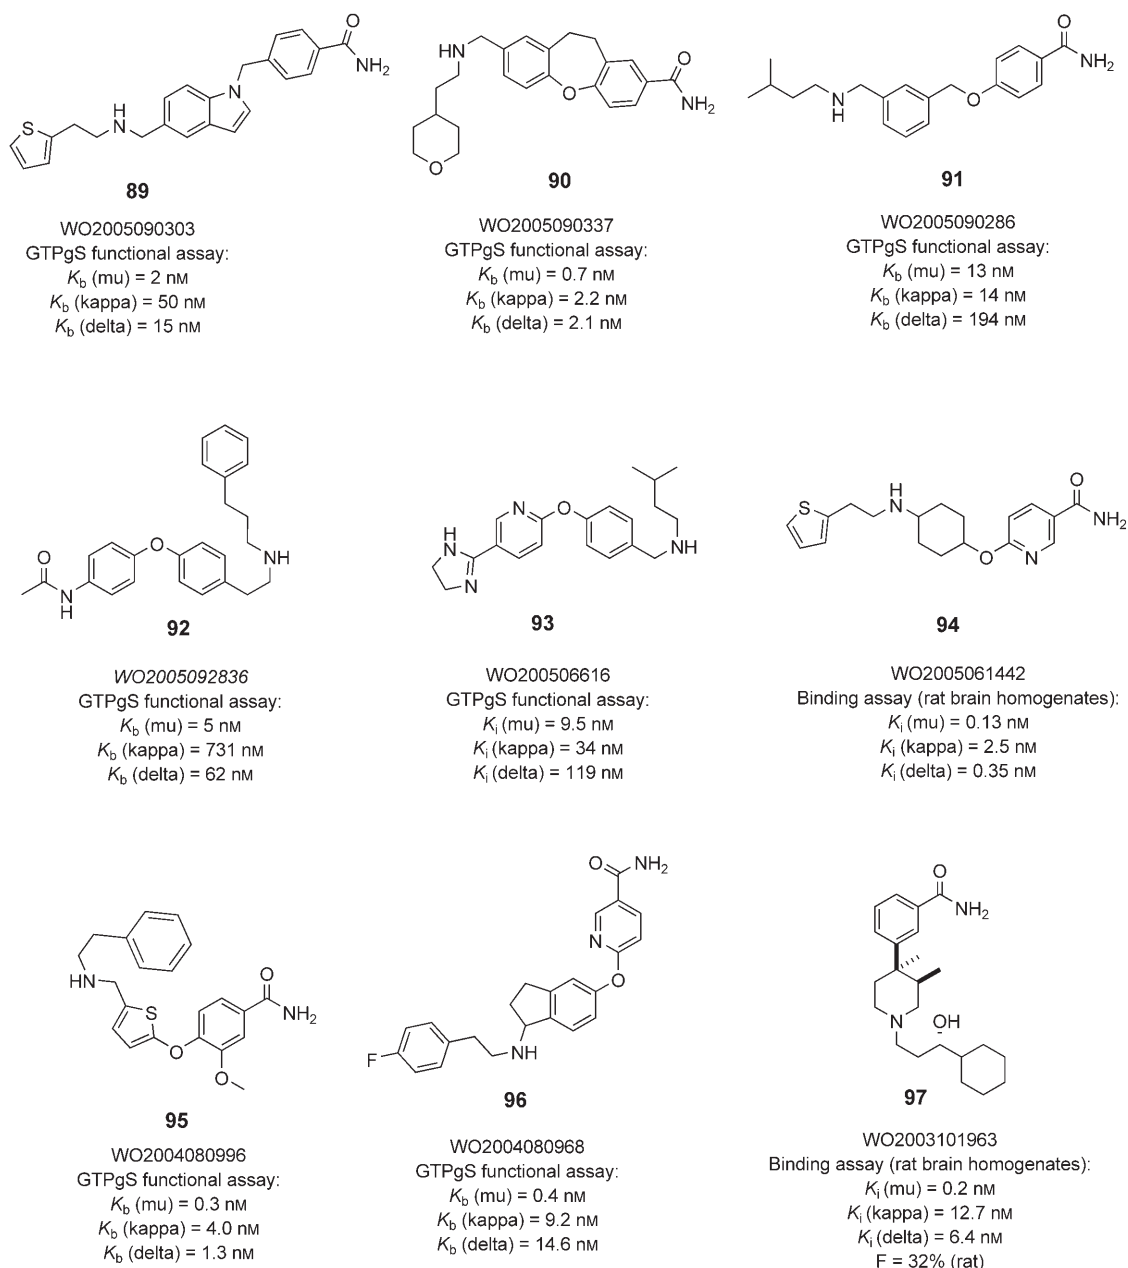 O
NH2
N
H
N
S
89
WO2005090303
GTPgS functional assay:
Kb (mu) = 2 nM
Kb (kappa) = 50 nM
Kb (delta) = 15 nM
HN
O
O
NH2
O
90
WO2005090337
GTPgS functional assay:
Kb (mu) = 0.7 nM
Kb (kappa) = 2.2 nM
Kb (delta) = 2.1 nM
O
NH2
N
H
O
91
WO2005090286
GTPgS functional assay:
Kb (mu) = 13 nM
Kb (kappa) = 14 nM
Kb (delta) = 194 nM
O
O
N
H
NH
92
WO2005092836
GTPgS functional assay:
Kb (mu) = 5 nM
Kb (kappa) = 731 nM
Kb (delta) = 62 nM
H
N
N
N
O
NH
93
WO200506616
GTPgS functional assay:
Ki (mu) = 9.5 nM
Ki (kappa) = 34 nM
Ki (delta) = 119 nM
S
H
N
O
N
O
NH2
94
WO2005061442
Binding assay (rat brain homogenates):
Ki (mu) = 0.13 nM
Ki (kappa) = 2.5 nM
Ki (delta) = 0.35 nM
HN
S
O
O
O
NH2
95
WO2004080996
GTPgS functional assay:
Kb (mu) = 0.3 nM
Kb (kappa) = 4.0 nM
Kb (delta) = 1.3 nM
O
NH2
N
O
F
NH
96
WO2004080968
GTPgS functional assay:
Kb (mu) = 0.4 nM
Kb (kappa) = 9.2 nM
Kb (delta) = 14.6 nM
O
NH2
N
OH
97
WO2003101963
Binding assay (rat brain homogenates):
Ki (mu) = 0.2 nM
Ki (kappa) = 12.7 nM
Ki (delta) = 6.4 nM
F = 32% (rat)